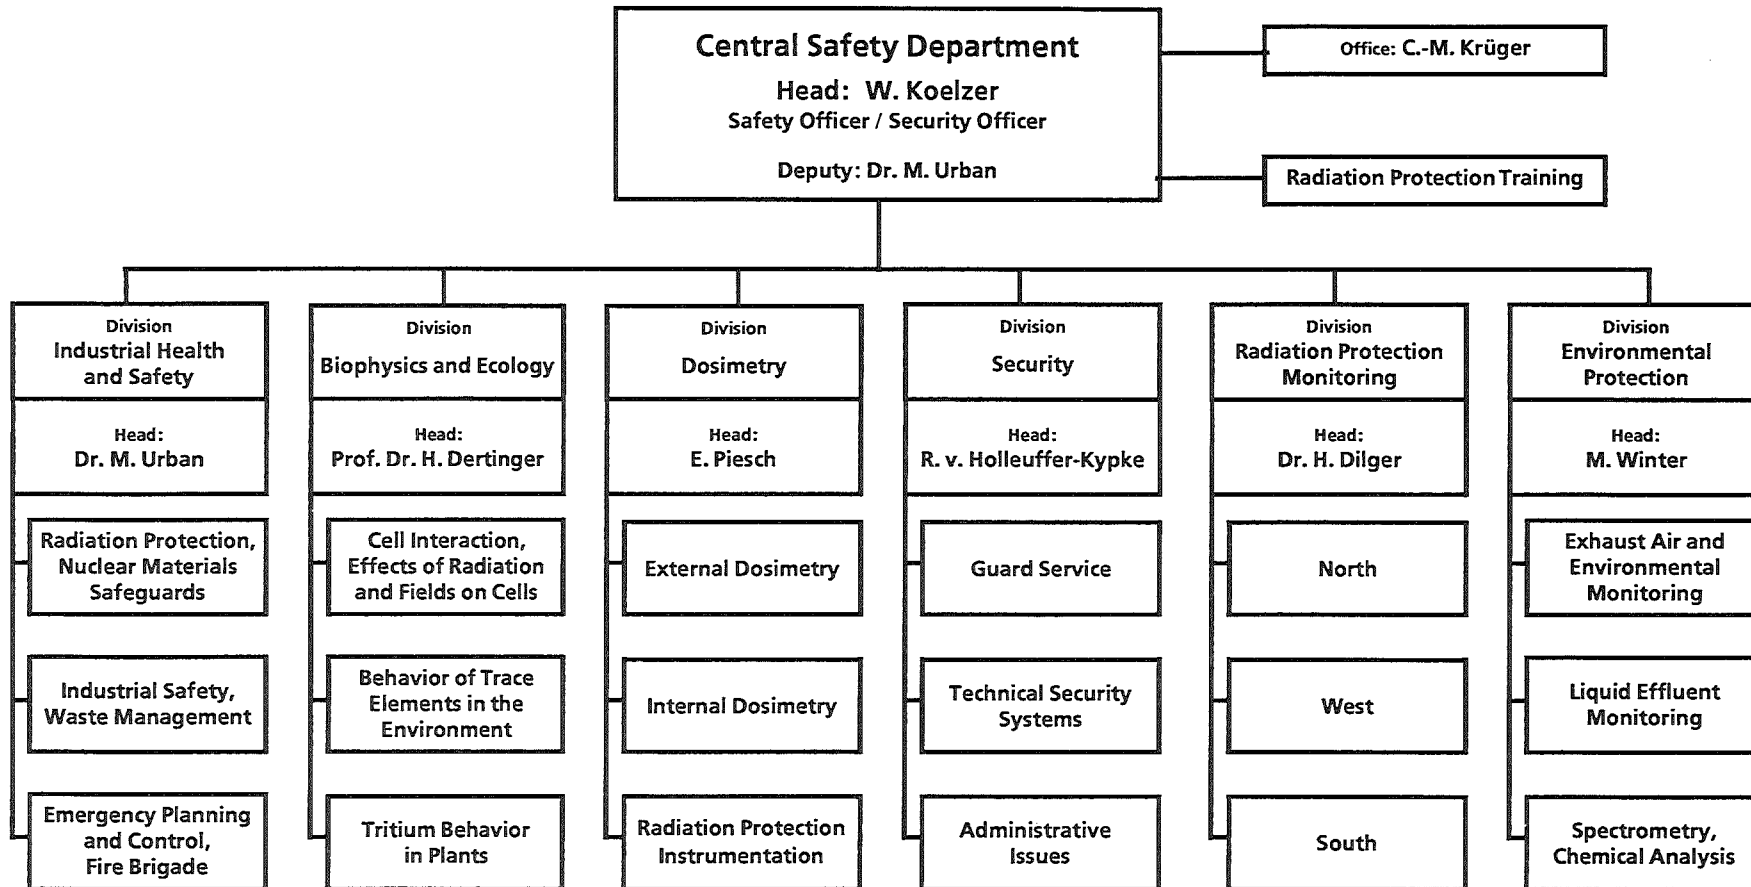 Central Safety Department
Head: W. Koelzer
Safety Officer / Security Officer
Deputy: Dr. M. Urban
Office: C.-M. Krüger
Radiation Protection Training
Division
Industrial Health
and Safety
Head:
Dr. M. Urban
Radiation Protection,
Nuclear Materials
Safeguards
Industrial Safety,
Waste Management
Emergency Planning
and Control,
Fire Brigade
Division
Biophysics and Ecology
Head:
Prof. Dr. H. Dertinger
Cell Interaction,
Effects of Radiation
and Fields on Cells
Behavior of Trace
Elements in the
Environment
Tritium Behavior
in Plants
Division
Dosimetry
Head:
E. Piesch
External Dosimetry
Internal Dosimetry
Radiation Protection
Instrumentation
Division
Security
Head:
R. v. Holleuffer-Kypke
Guard Service
Technical Security
Systems
Administrative
Issues
Division
Radiation Protection
Monitoring
Head:
Dr. H. Dilger
North
West
South
Division
Environmental
Protection
Head:
M. Winter
Exhaust Air and
Environmental
Monitoring
Liquid Effluent
Monitoring
Spectrometry,
Chemical Analysis